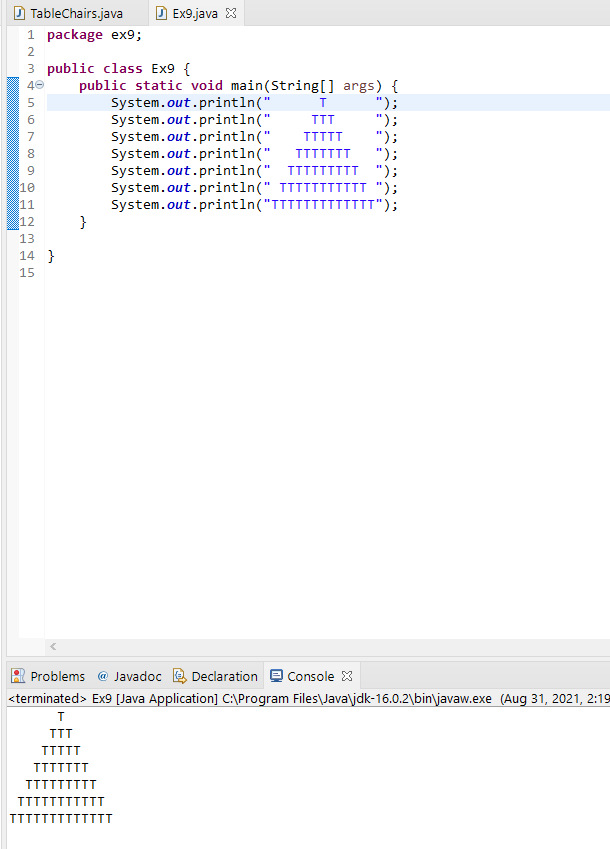 TableChairs.java Ex9.java
1 package ex9;
2
3 public class Ex9 {
4 public static void main(String[] args) {
5 System.out.println("      T      ");
6 System.out.println("     TTT     ");
7 System.out.println("    TTTTT    ");
8 System.out.println("   TTTTTTT   ");
9 System.out.println("  TTTTTTTTT  ");
10 System.out.println(" TTTTTTTTTTT ");
11 System.out.println("TTTTTTTTTTTTT");
12 }
13
14 }
15
Problems @ Javadoc Declaration Console
<terminated> Ex9 [Java Application] C:\Program Files\Java\jdk-16.0.2\bin\javaw.exe (Aug 31, 2021, 2:19
      T
     TTT
    TTTTT
   TTTTTTT
  TTTTTTTTT
 TTTTTTTTTTT
TTTTTTTTTTTTT